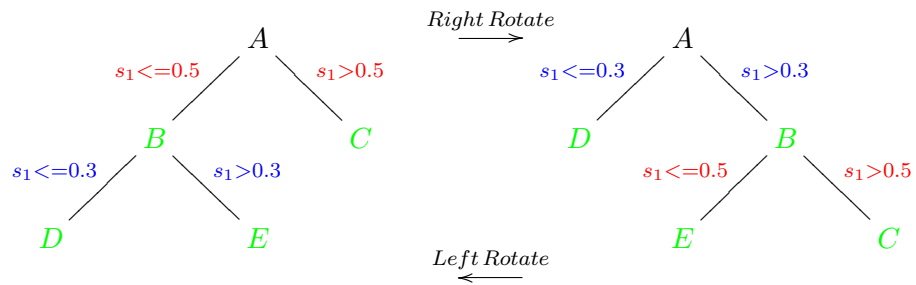 A
Right Rotate
A
s₁<=0.5
s₁>0.5
s₁<=0.3
s₁>0.3
B
C
D
B
s₁<=0.3
s₁>0.3
s₁<=0.5
s₁>0.5
D
E
E
C
Left Rotate